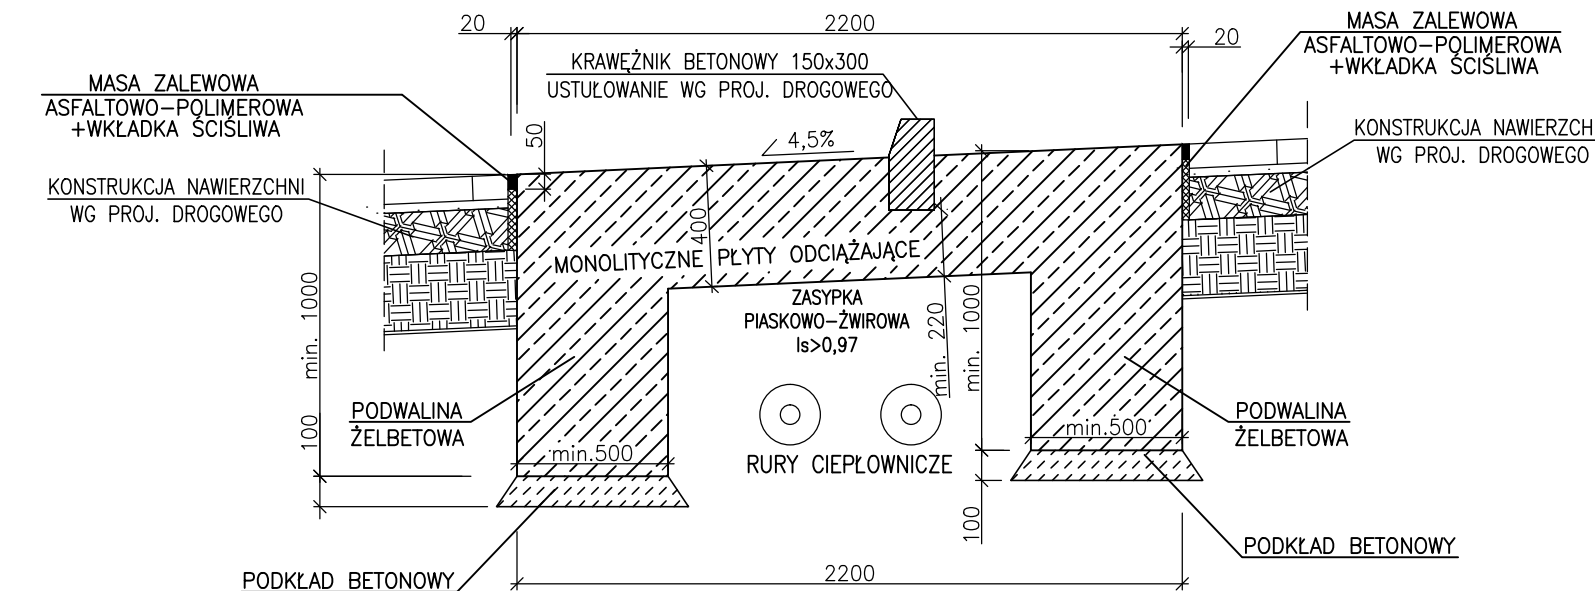 20
2200
MASA ZALEWOWA
ASFALTOWO-POLIMEROWA
+WKŁADKA ŚCIŚLIWA
20
KRAWĘŻNIK BETONOWY 150x300
USTUŁOWANIE WG PROJ. DROGOWEGO
MASA ZALEWOWA
ASFALTOWO-POLIMEROWA
+WKŁADKA ŚCIŚLIWA
50
4,5%
KONSTRUKCJA NAWIERZCH
WG PROJ. DROGOWEGO
KONSTRUKCJA NAWIERZCHNI
WG PROJ. DROGOWEGO
400
MONOLITYCZNE PŁYTY ODCIĄŻAJĄCE
ZASYPKA
PIASKOWO-ŻWIROWA
Is>0,97
min. 220
min. 1000
min. 1000
100
PODWALINA
ŻELBETOWA
PODWALINA
ŻELBETOWA
min.500
min.500
RURY CIEPŁOWNICZE
100
PODKŁAD BETONOWY
PODKŁAD BETONOWY
2200